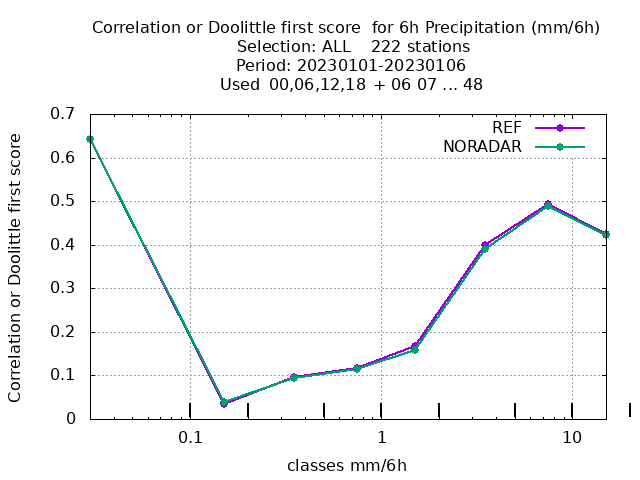 Correlation or Doolittle first score  for 6h Precipitation (mm/6h)
Selection: ALL    222 stations
Period: 20230101-20230106
Used  00,06,12,18  + 06 07 ... 48
REF
NORADAR
0.7
0.6
0.5
0.4
0.3
0.2
0.1
0
Correlation or Doolittle first score
0.1 1 10
classes mm/6h